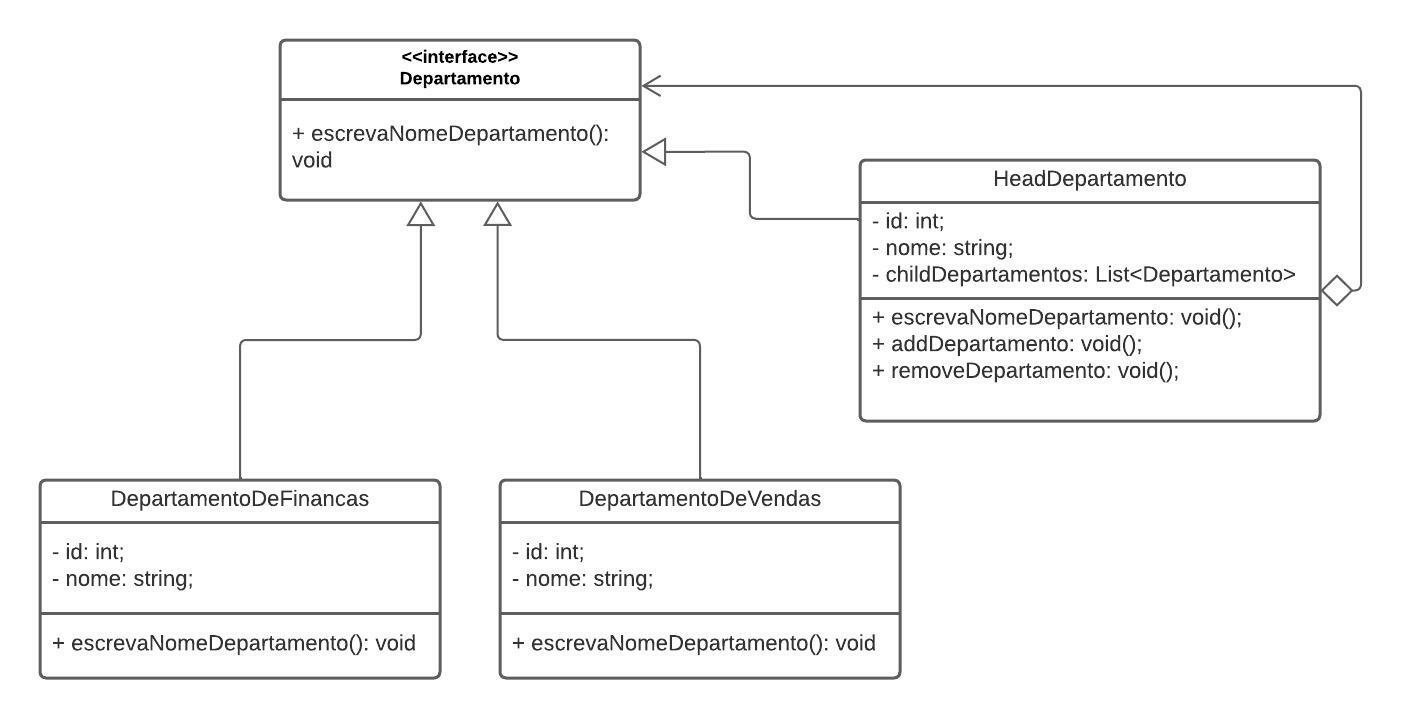 <<interface>>
Departamento
+ escrevaNomeDepartamento():
void
HeadDepartamento
- id: int;
- nome: string;
- childDepartamentos: List<Departamento>
+ escrevaNomeDepartamento: void();
+ addDepartamento: void();
+ removeDepartamento: void();
DepartamentoDeFinancas
- id: int;
- nome: string;
+ escrevaNomeDepartamento(): void
DepartamentoDeVendas
- id: int;
- nome: string;
+ escrevaNomeDepartamento(): void